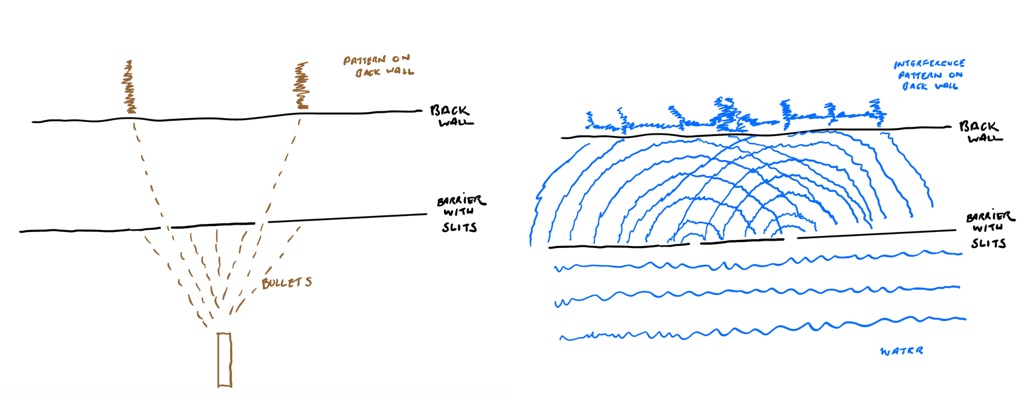 PATTERN ON
BACK WALL
BACK
WALL
BARRIER
WITH
SLITS
BULLETS
INTERFERENCE
PATTERN ON
BACK WALL
BACK
WALL
BARRIER
WITH
SLITS
WATER